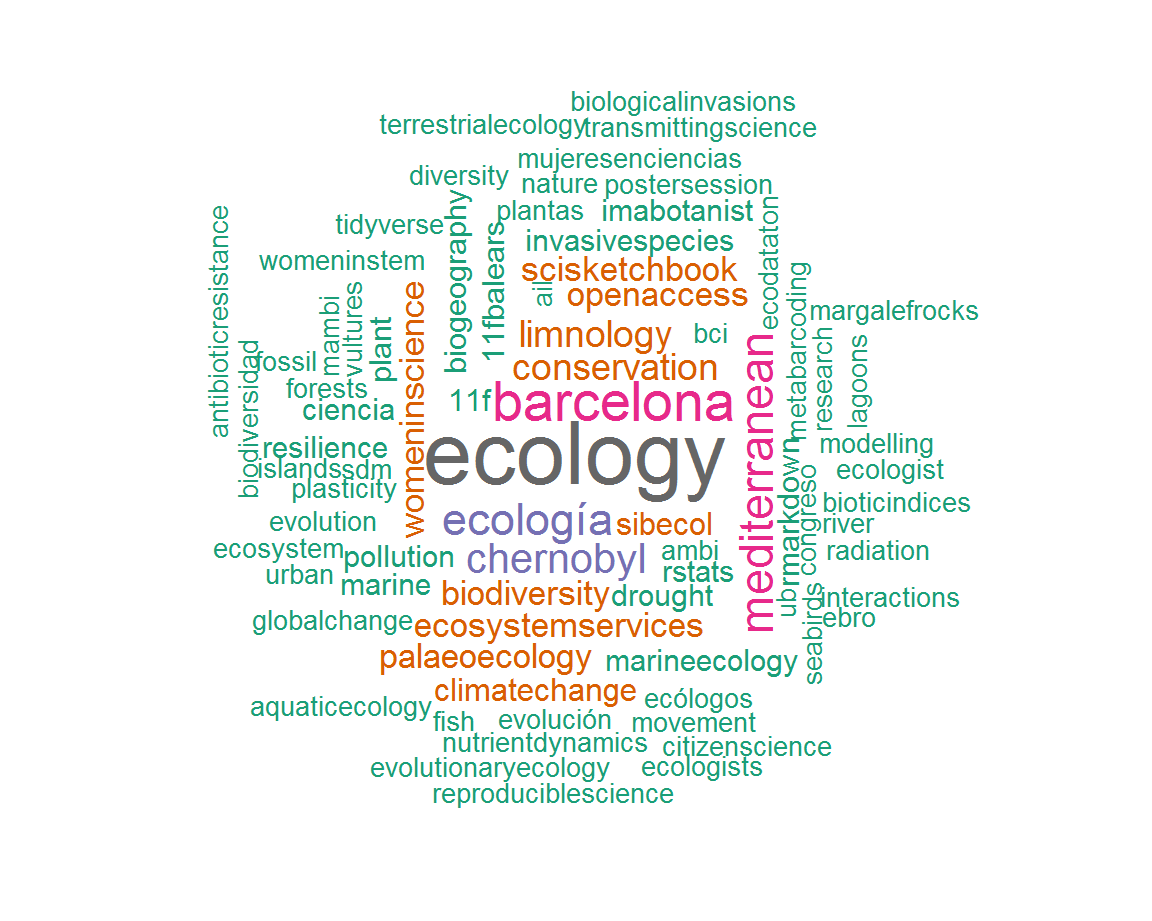 biologicalinvasions
terrestrialecology
transmittingscience
mujeresenciencias
diversity
nature
postersession
biogeography
plantas
imabotanist
ecodataton
antibioticresistance
tidyverse
11fbalears
invasivespecies
womeninstem
scisketchbook
metabarcoding
womeninscience
vultures
mambi
ail
openaccess
margalefrocks
plant
limnology
bci
mediterranean
research
lagoons
biodiversidad
fossil
conservation
forests
11f
barcelona
ciencia
ecology
rmarkdown
modelling
resilience
islands
sdm
congreso
ecologist
plasticity
bioticindices
evolution
ecología
sibecol
river
ecosystem
pollution
chernobyl
ambi
radiation
urban
marine
rstats
ub
biodiversity
drought
seabirds
interactions
globalchange
ecosystemservices
ebro
palaeoecology
marineecology
climatechange
ecólogos
aquaticecology
fish
evolución
movement
nutrientdynamics
citizenscience
evolutionaryecology
ecologists
reproduciblescience